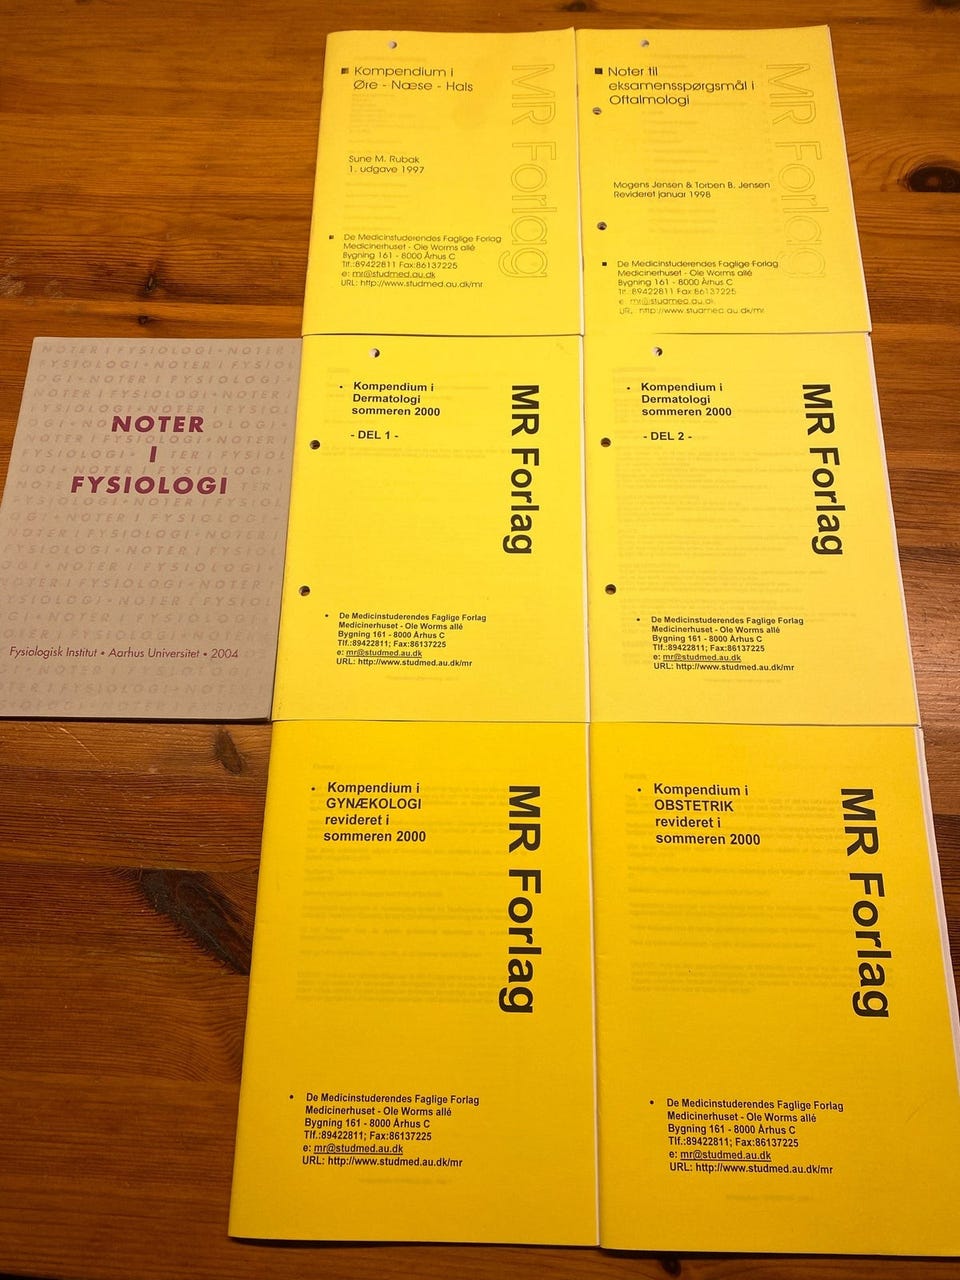 Kompendium i
Øre - Næse - Hals
Sune M. Rubak
1. udgave 1997
De Medicinstuderendes Faglige Forlag
Medicinerhuset - Ole Worms allé
Bygning 161 - 8000 Århus C
Tlf.:89422811 Fax:86137225
e: mr@studmed.au.dk
URL: http://www.studmed.au.dk/mr
MR Forlag
Noter til
eksamensspørgsmål i
Oftalmologi
Mogens Jensen & Torben B. Jensen
Revideret januar 1998
De Medicinstuderendes Faglige Forlag
Medicinerhuset - Ole Worms allé
Bygning 161 - 8000 Århus C
Tlf.:89422811 Fax:86137225
MR Forlag
NOTER
I
FYSIOLOGI
Fysiologisk Institut • Aarhus Universitet • 2004
• Kompendium i
Dermatologi
sommeren 2000
- DEL 1 -
MR Forlag
• De Medicinstuderendes Faglige Forlag
Medicinerhuset - Ole Worms allé
Bygning 161 - 8000 Århus C
Tlf.:89422811; Fax:86137225
e: mr@studmed.au.dk
URL: http://www.studmed.au.dk/mr
• Kompendium i
Dermatologi
sommeren 2000
- DEL 2 -
MR Forlag
• De Medicinstuderendes Faglige Forlag
Medicinerhuset - Ole Worms allé
Bygning 161 - 8000 Århus C
Tlf.:89422811; Fax:86137225
e: mr@studmed.au.dk
URL: http://www.studmed.au.dk/mr
• Kompendium i
GYNÆKOLOGI
revideret i
sommeren 2000
MR Forlag
• De Medicinstuderendes Faglige Forlag
Medicinerhuset - Ole Worms allé
Bygning 161 - 8000 Århus C
Tlf.:89422811; Fax:86137225
e: mr@studmed.au.dk
URL: http://www.studmed.au.dk/mr
• Kompendium i
OBSTETRIK
revideret i
sommeren 2000
MR Forlag
• De Medicinstuderendes Faglige Forlag
Medicinerhuset - Ole Worms allé
Bygning 161 - 8000 Århus C
Tlf.:89422811; Fax:86137225
e: mr@studmed.au.dk
URL: http://www.studmed.au.dk/mr